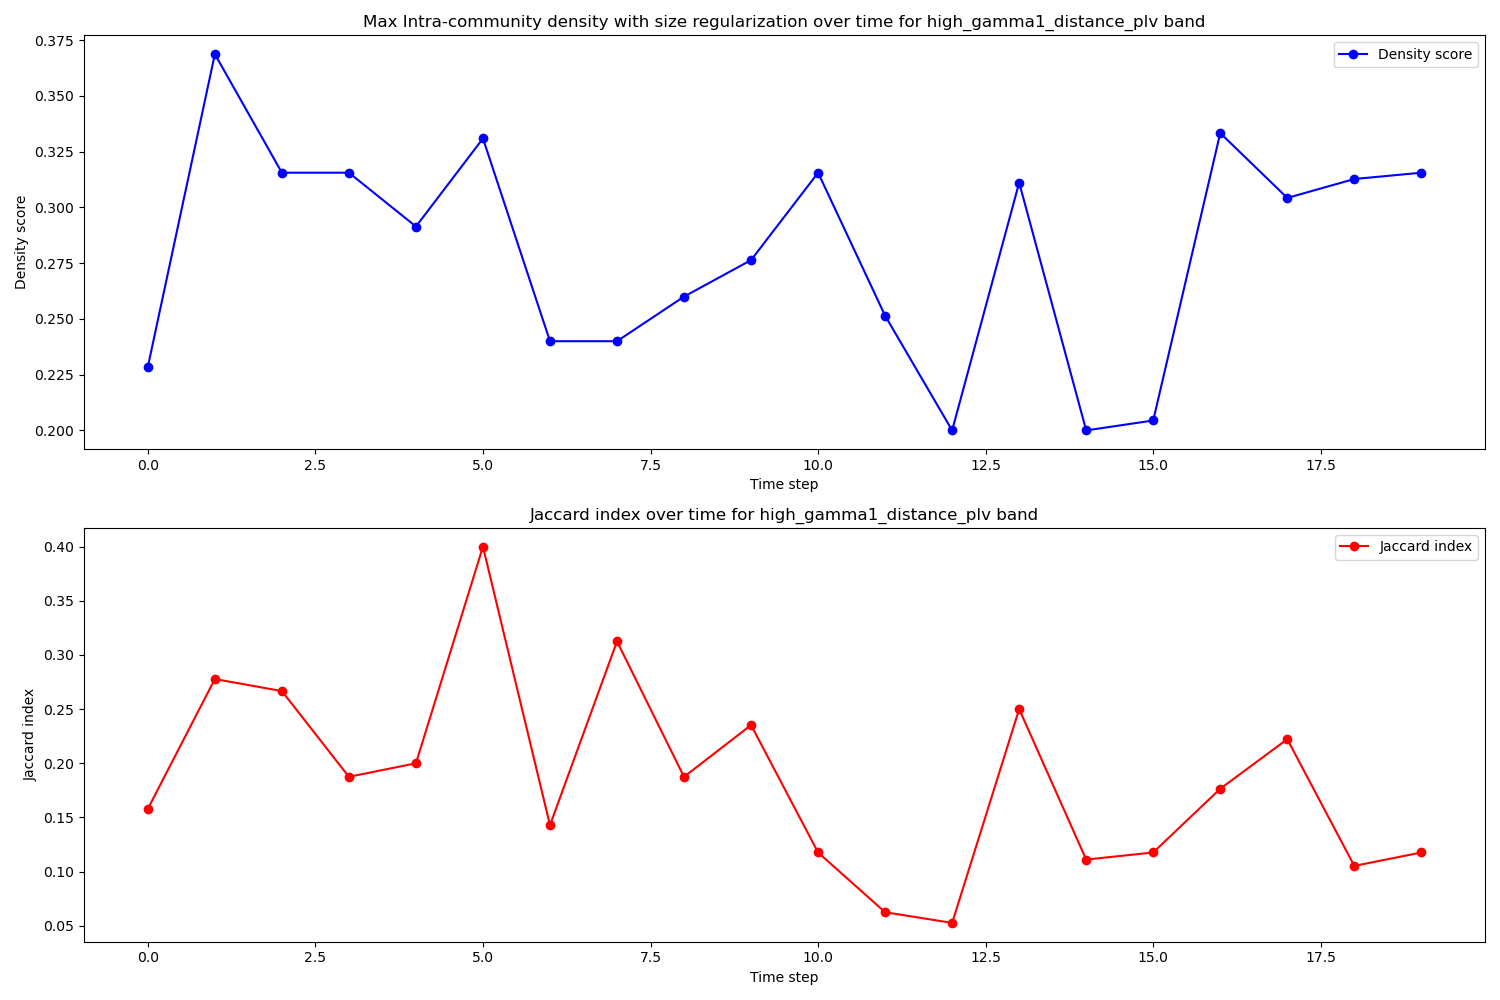 Max Intra-community density with size regularization over time for high_gamma1_distance_plv band
0.375
0.350
0.325
0.300
0.275
0.250
0.225
0.200
Density score
Density score
0.0 2.5 5.0 7.5 10.0 12.5 15.0 17.5
Time step
Jaccard index over time for high_gamma1_distance_plv band
0.40
0.35
0.30
0.25
0.20
0.15
0.10
0.05
Jaccard index
Jaccard index
0.0 2.5 5.0 7.5 10.0 12.5 15.0 17.5
Time step